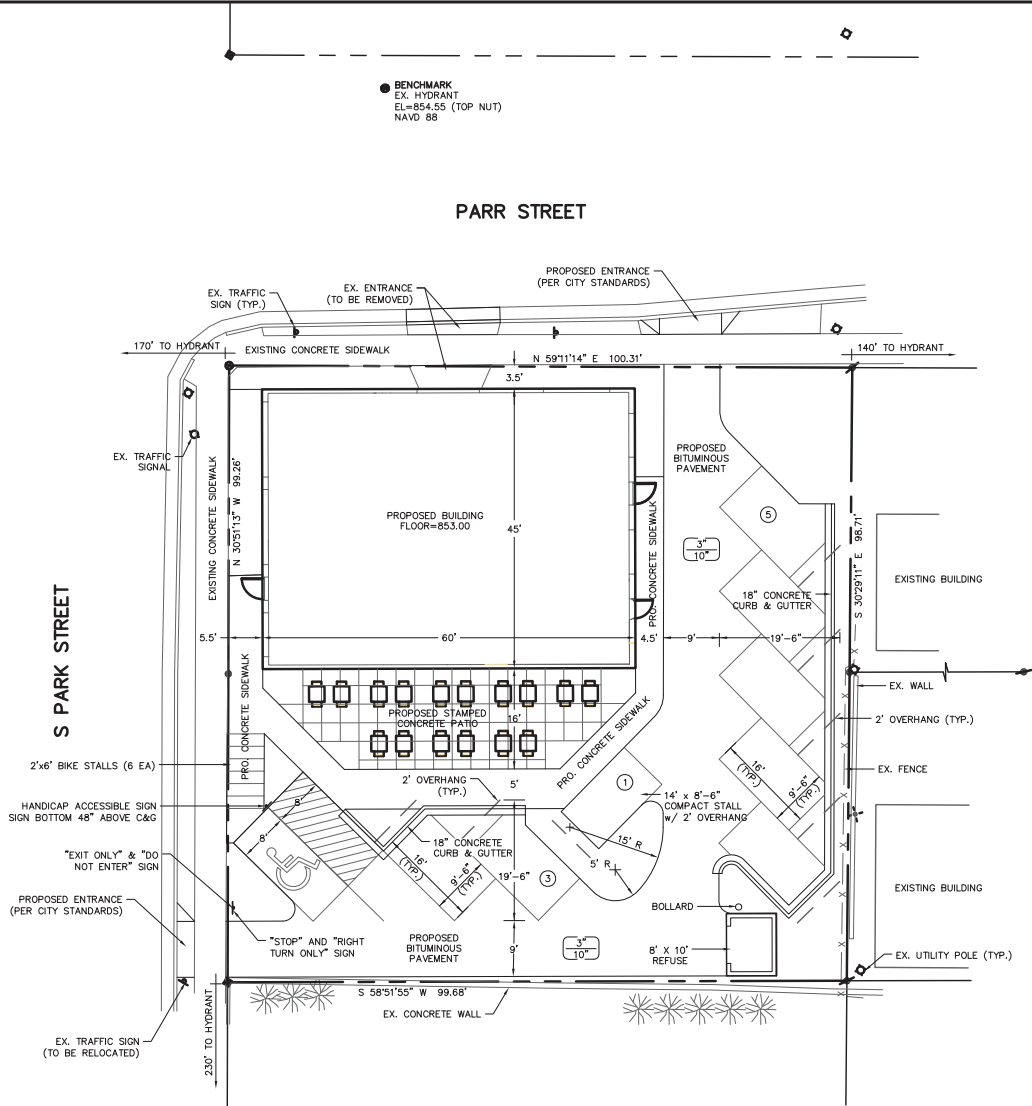 BENCHMARK
EX. HYDRANT
EL=854.55 (TOP NUT)
NAVD 88
PARR STREET
PROPOSED ENTRANCE
(PER CITY STANDARDS)
EX. TRAFFIC
SIGN (TYP.)
EX. ENTRANCE
(TO BE REMOVED)
170' TO HYDRANT
EXISTING CONCRETE SIDEWALK
N 59°11'14" E 100.31'
140' TO HYDRANT
3.5'
EX. TRAFFIC
SIGNAL
EXISTING CONCRETE SIDEWALK
N 30°51'13" W 99.26'
PROPOSED
BITUMINOUS
PAVEMENT
PROPOSED BUILDING
FLOOR=853.00
45'
PRO. CONCRETE SIDEWALK
5
3"
10"
S 30°29'11" E 98.71'
EXISTING BUILDING
18" CONCRETE
CURB & GUTTER
S PARK STREET
5.5'
60'
4.5'
9'
19'-6"
EX. WALL
PRO. CONCRETE SIDEWALK
PROPOSED STAMPED
CONCRETE PATIO
16'
PRO. CONCRETE SIDEWALK
2' OVERHANG (TYP.)
2'x6' BIKE STALLS (6 EA)
2' OVERHANG
(TYP.)
5'
1
16'
(TYP.)
9'-6"
(TYP.)
EX. FENCE
HANDICAP ACCESSIBLE SIGN
SIGN BOTTOM 48" ABOVE C&G
8'
8'
14' x 8'-6"
COMPACT STALL
w/ 2' OVERHANG
18" CONCRETE
CURB & GUTTER
15' R
5' R
"EXIT ONLY" & "DO
NOT ENTER" SIGN
16'
(TYP.)
9'-6"
(TYP.)
19'-6"
3
EXISTING BUILDING
PROPOSED ENTRANCE
(PER CITY STANDARDS)
BOLLARD
"STOP" AND "RIGHT
TURN ONLY" SIGN
PROPOSED
BITUMINOUS
PAVEMENT
9'
3"
10"
8' X 10'
REFUSE
EX. UTILITY POLE (TYP.)
S 58°51'55" W 99.68'
EX. CONCRETE WALL
230' TO HYDRANT
EX. TRAFFIC SIGN
(TO BE RELOCATED)